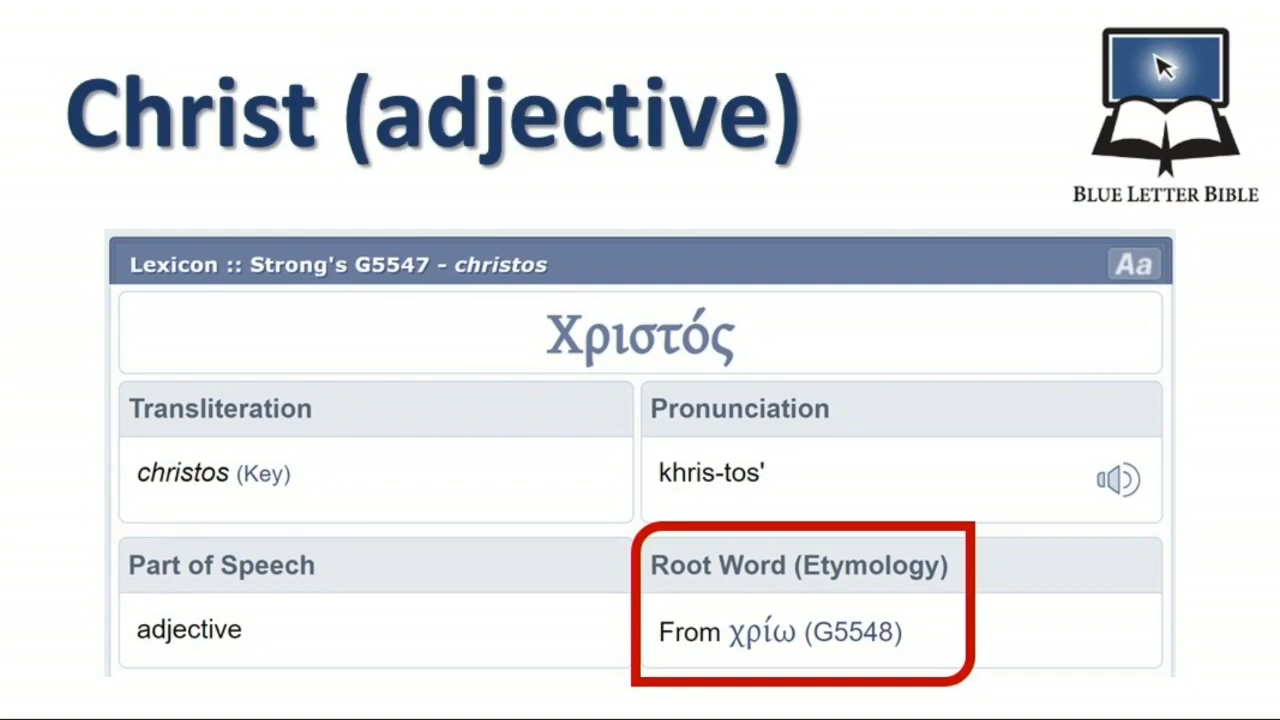 Christ (adjective)
BLUE LETTER BIBLE
Lexicon :: Strong's G5547 - christos
Aa
Χριστός
Transliteration
Pronunciation
christos (Key)
khris-tos'
Part of Speech
Root Word (Etymology)
adjective
From χρίω (G5548)